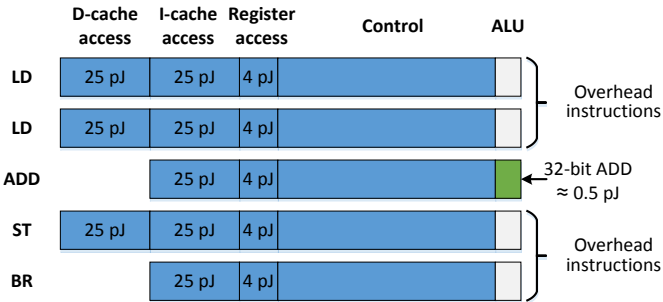 D-cache access I-cache access Register access Control ALU
LD 25 pJ 25 pJ 4 pJ
LD 25 pJ 25 pJ 4 pJ
Overhead
instructions
ADD 25 pJ 4 pJ
32-bit ADD
≈ 0.5 pJ
ST 25 pJ 25 pJ 4 pJ
BR 25 pJ 4 pJ
Overhead
instructions